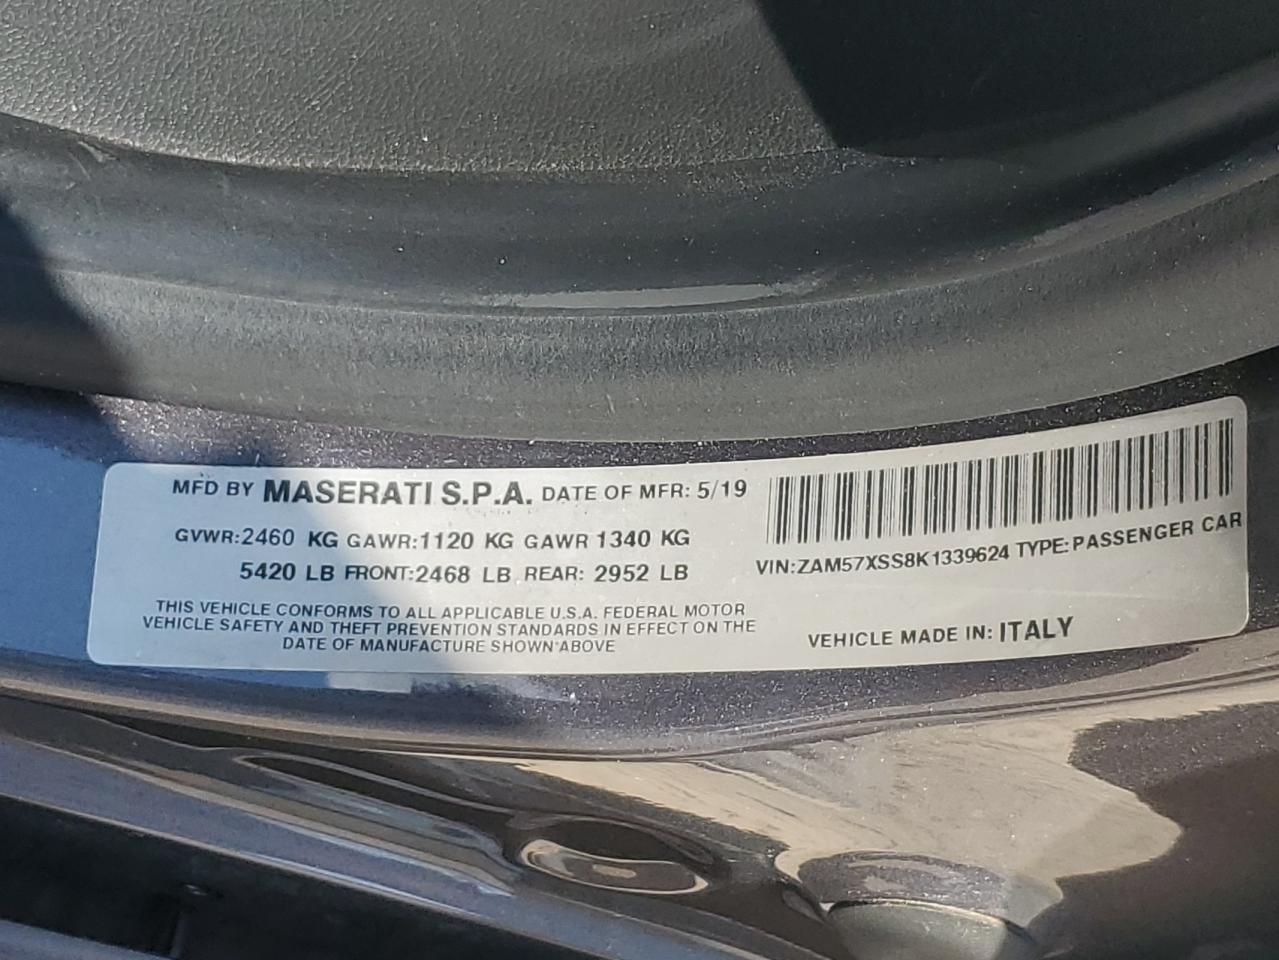 MFD BY MASERATI S.P.A. DATE OF MFR: 5/19
GVWR:2460 KG GAWR:1120 KG GAWR 1340 KG
5420 LB FRONT:2468 LB REAR: 2952 LB
THIS VEHICLE CONFORMS TO ALL APPLICABLE U.S.A. FEDERAL MOTOR
VEHICLE SAFETY AND THEFT PREVENTION STANDARDS IN EFFECT ON THE
DATE OF MANUFACTURE SHOWN ABOVE
VIN:ZAM57XSS8K1339624 TYPE:PASSENGER CAR
VEHICLE MADE IN: ITALY